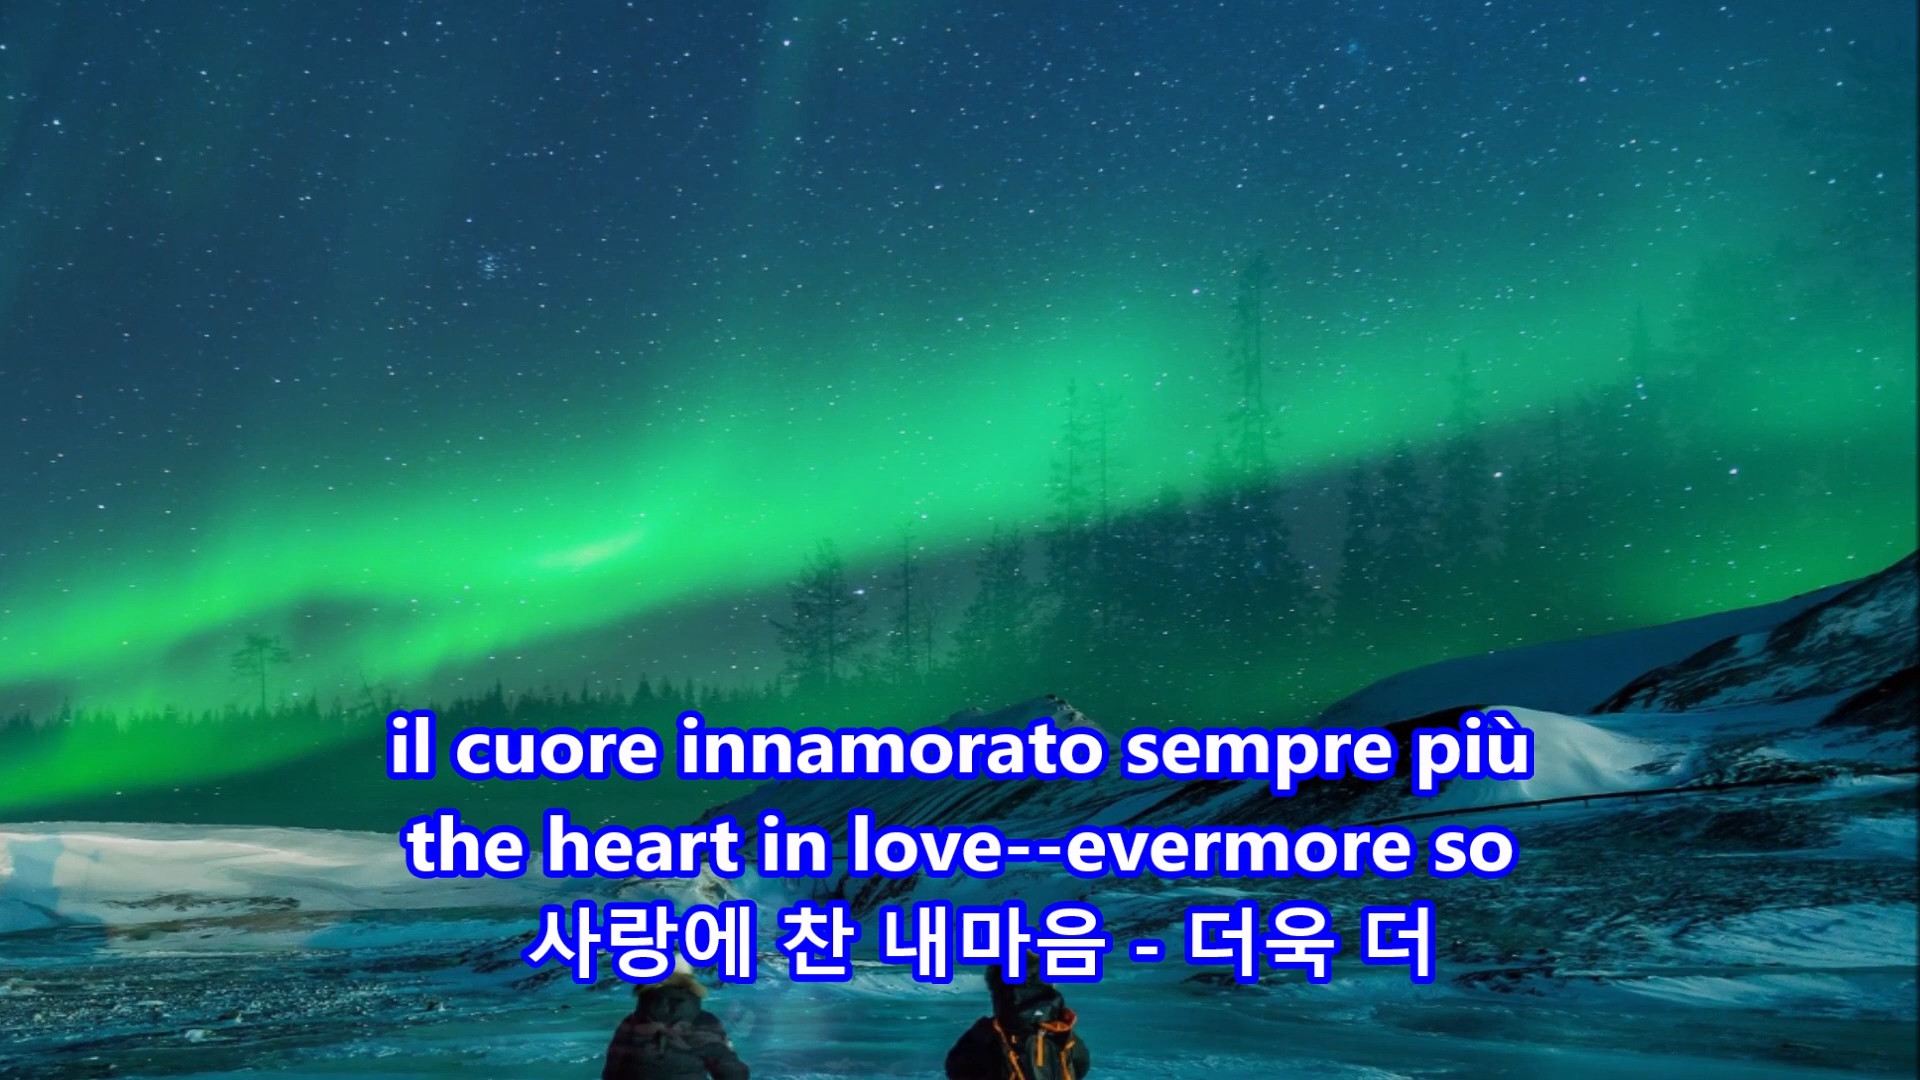 il cuore innamorato sempre più
the heart in love--evermore so
사랑에 찬 내마음 - 더욱 더